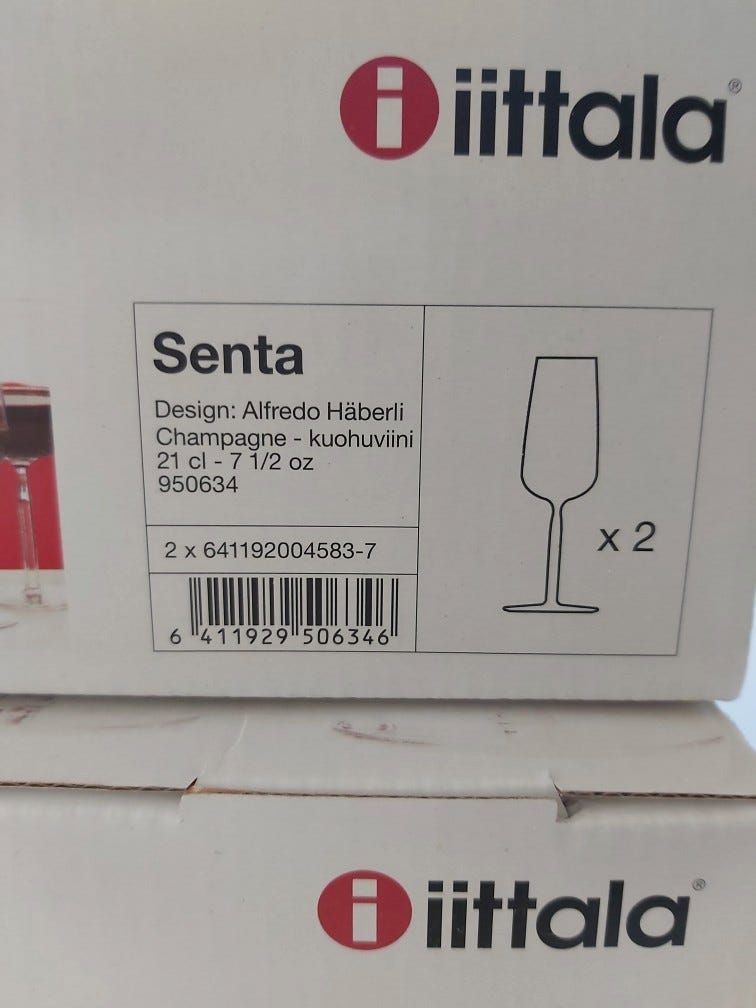 i iittala®
Senta
Design: Alfredo Häberli
Champagne - kuohuviini
21 cl - 7 1/2 oz
950634
x 2
2 x 641192004583-7
6 411929 506346
i iittala®